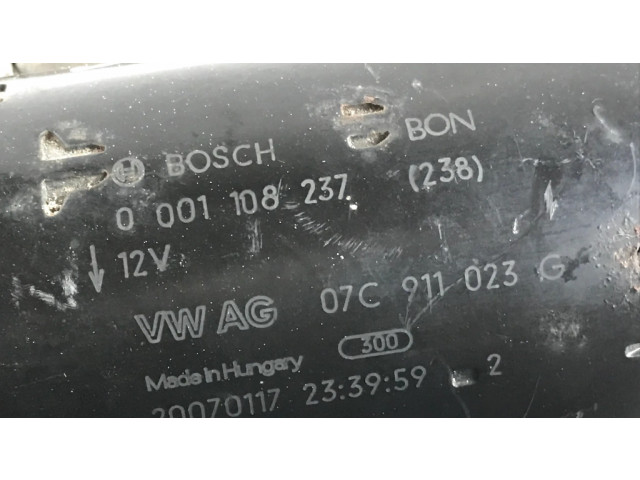 BOSCH
BON
0 001 108 237 (238)
12V
VW AG 07C 911 023 G
300
Made in Hungary
20070117 23:39:59 2